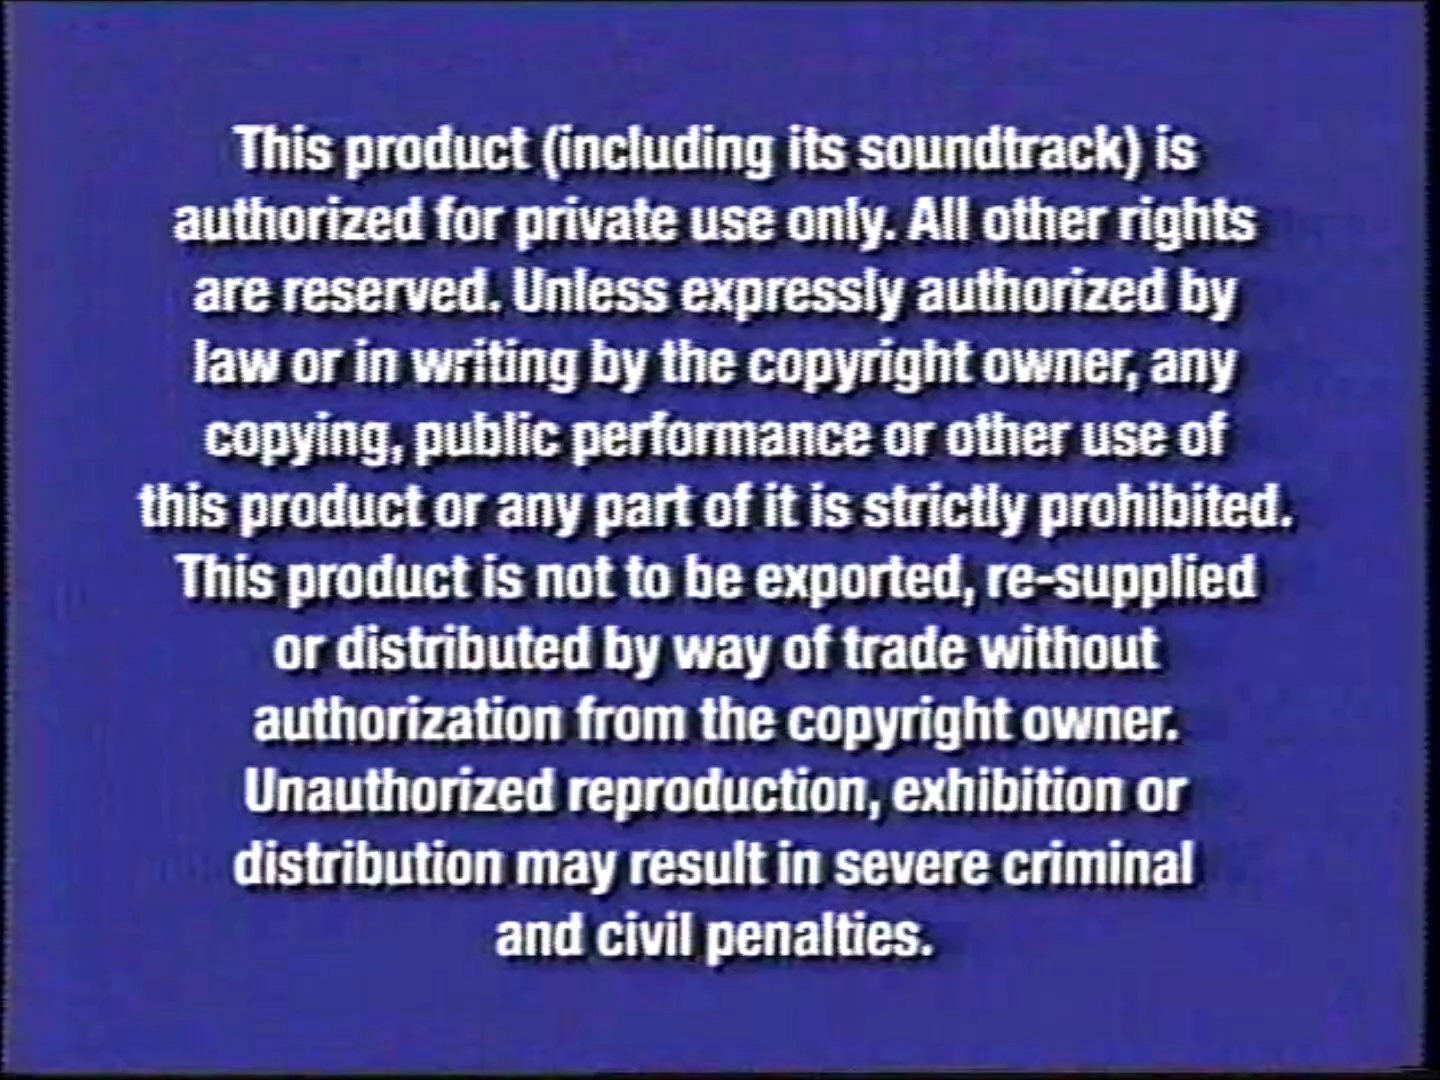 This product (including its soundtrack) is
authorized for private use only. All other rights
are reserved. Unless expressly authorized by
law or in writing by the copyright owner, any
copying, public performance or other use of
this product or any part of it is strictly prohibited.
This product is not to be exported, re-supplied
or distributed by way of trade without
authorization from the copyright owner.
Unauthorized reproduction, exhibition or
distribution may result in severe criminal
and civil penalties.